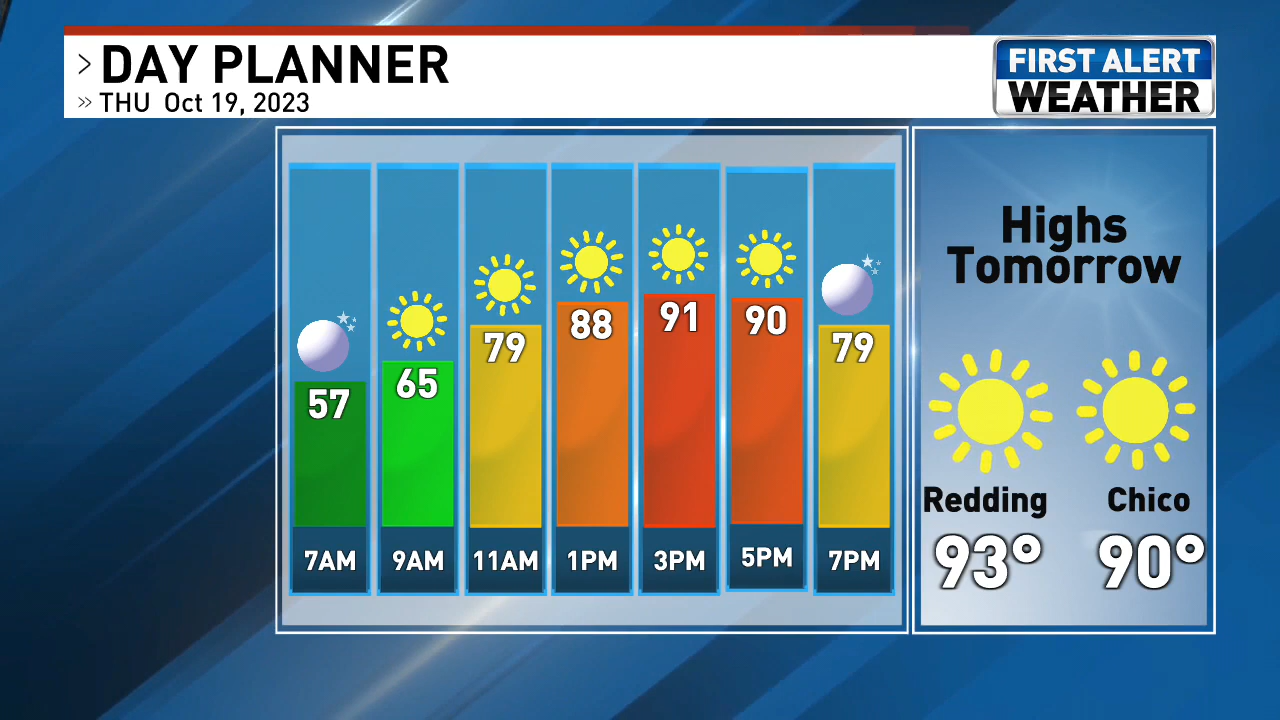 > DAY PLANNER
» THU Oct 19, 2023
FIRST ALERT
WEATHER
57
65
79
88
91
90
79
7AM
9AM
11AM
1PM
3PM
5PM
7PM
Highs
Tomorrow
Redding
Chico
93°
90°